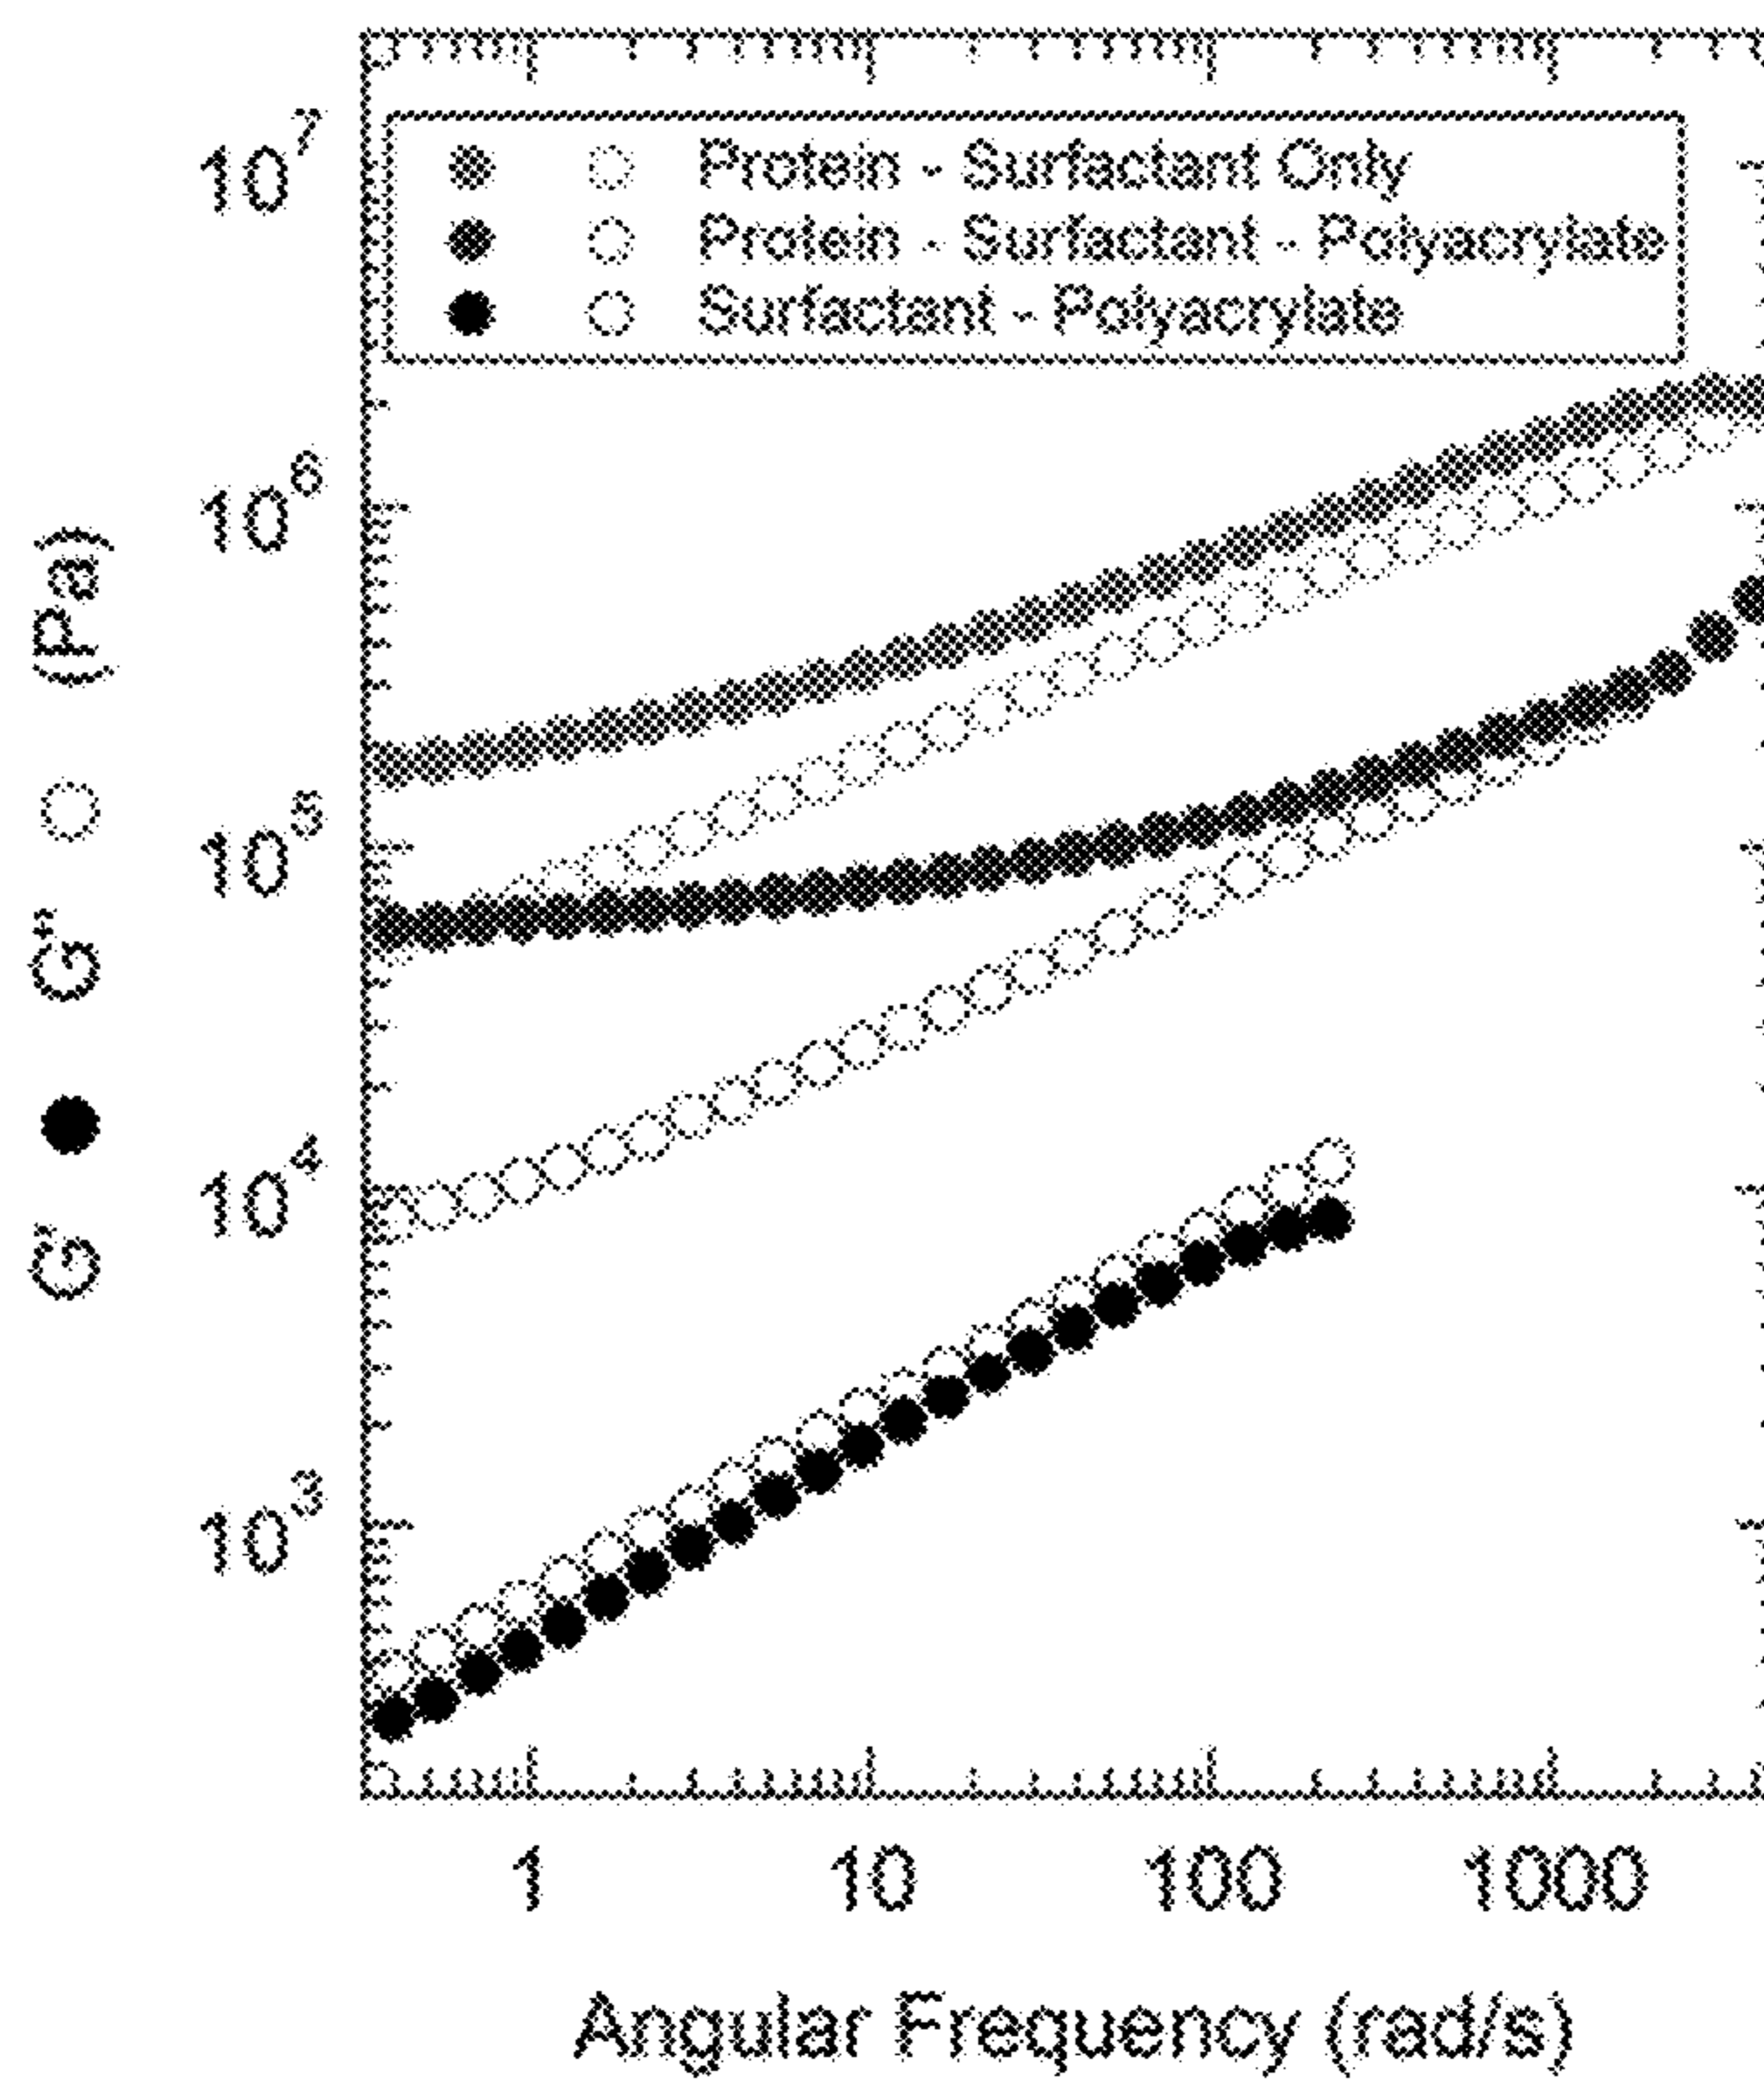 Protein - Surfactant Only
Protein - Surfactant - Polyacrylate
Surfactant - Polyacrylate
10^7
10^6
10^5
10^4
10^3
G' ● G" ○ (Pa)
1 10 100 1000
Angular Frequency (rad/s)